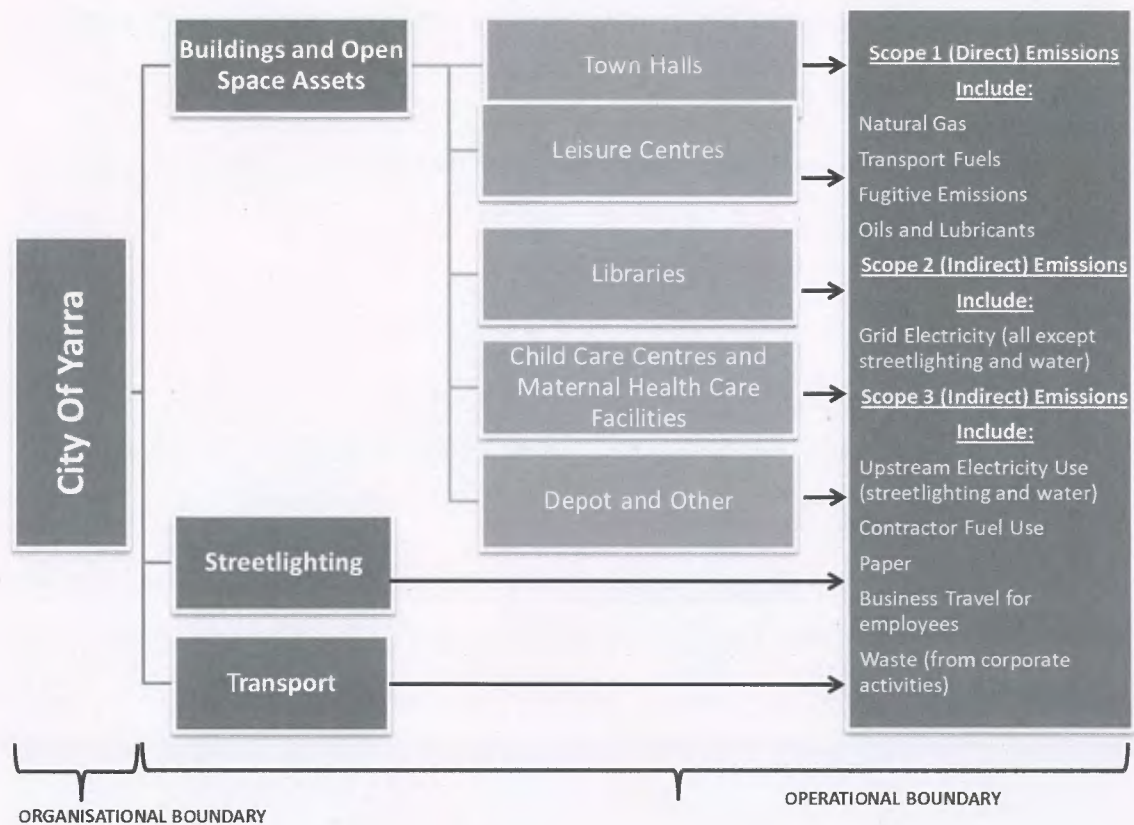 City Of Yarra
Buildings and Open
Space Assets
Streetlighting
Transport
Town Halls
Leisure Centres
Libraries
Child Care Centres and
Maternal Health Care
Facilities
Depot and Other
Scope 1 (Direct) Emissions
Include:
Natural Gas
Transport Fuels
Fugitive Emissions
Oils and Lubricants
Scope 2 (Indirect) Emissions
Include:
Grid Electricity (all except
streetlighting and water)
Scope 3 (Indirect) Emissions
Include:
Upstream Electricity Use
(streetlighting and water)
Contractor Fuel Use
Paper
Business Travel for
employees
Waste (from corporate
activities)
ORGANISATIONAL BOUNDARY
OPERATIONAL BOUNDARY